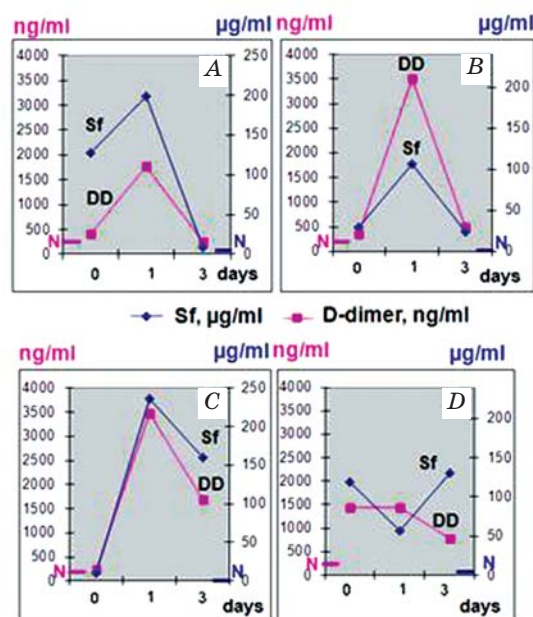 ng/ml µg/ml µg/ml
4000 250 A 4000 B
3500 3500
3000 200 3000 200
2500 Sf 150 2500 DD 150
2000 2000 Sf
1500 100 1500 100
1000 DD 50 1000 50
500 500
N 0 0 N N 0 0 N
0 1 3 days 0 1 3 days
Sf, µg/ml D-dimer, ng/ml
ng/ml µg/ml ng/ml µg/ml
4000 250 C 4000 D
3500 3500
3000 200 3000 200
2500 Sf 150 2500 Sf 150
2000 2000
1500 DD 100 1500 100
1000 50 1000 DD 50
500 500
N 0 0 N N 0 0 N
0 1 3 days 0 1 3 days